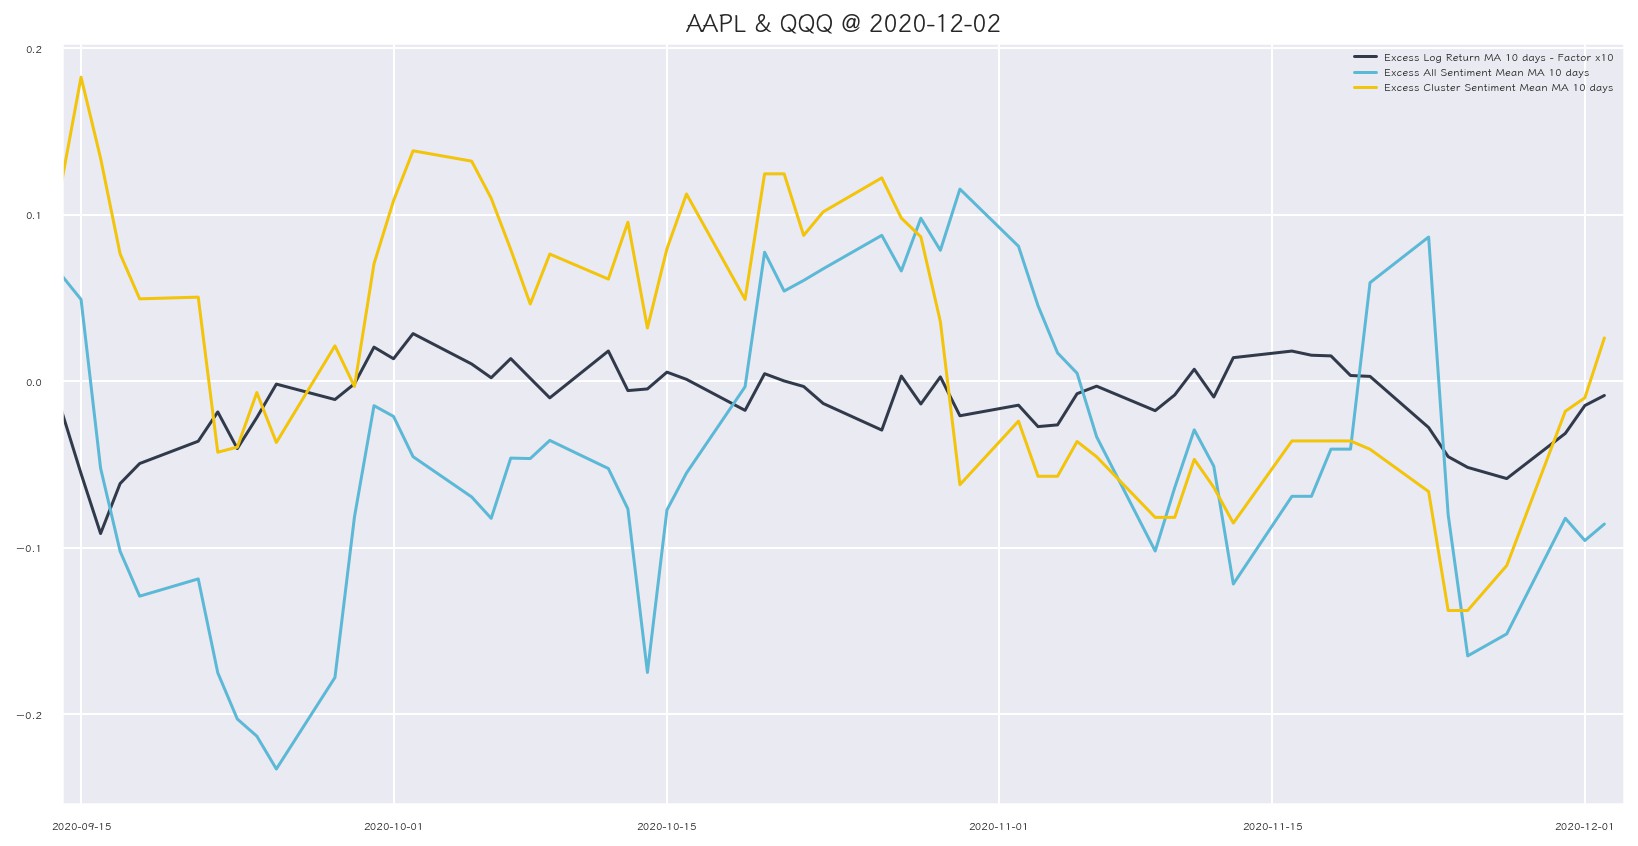 AAPL & QQQ @ 2020-12-02
Excess Log Return MA 10 days - Factor x10
Excess All Sentiment Mean MA 10 days
Excess Cluster Sentiment Mean MA 10 days
0.2
0.1
0.0
−0.1
−0.2
2020-09-15
2020-10-01
2020-10-15
2020-11-01
2020-11-15
2020-12-01